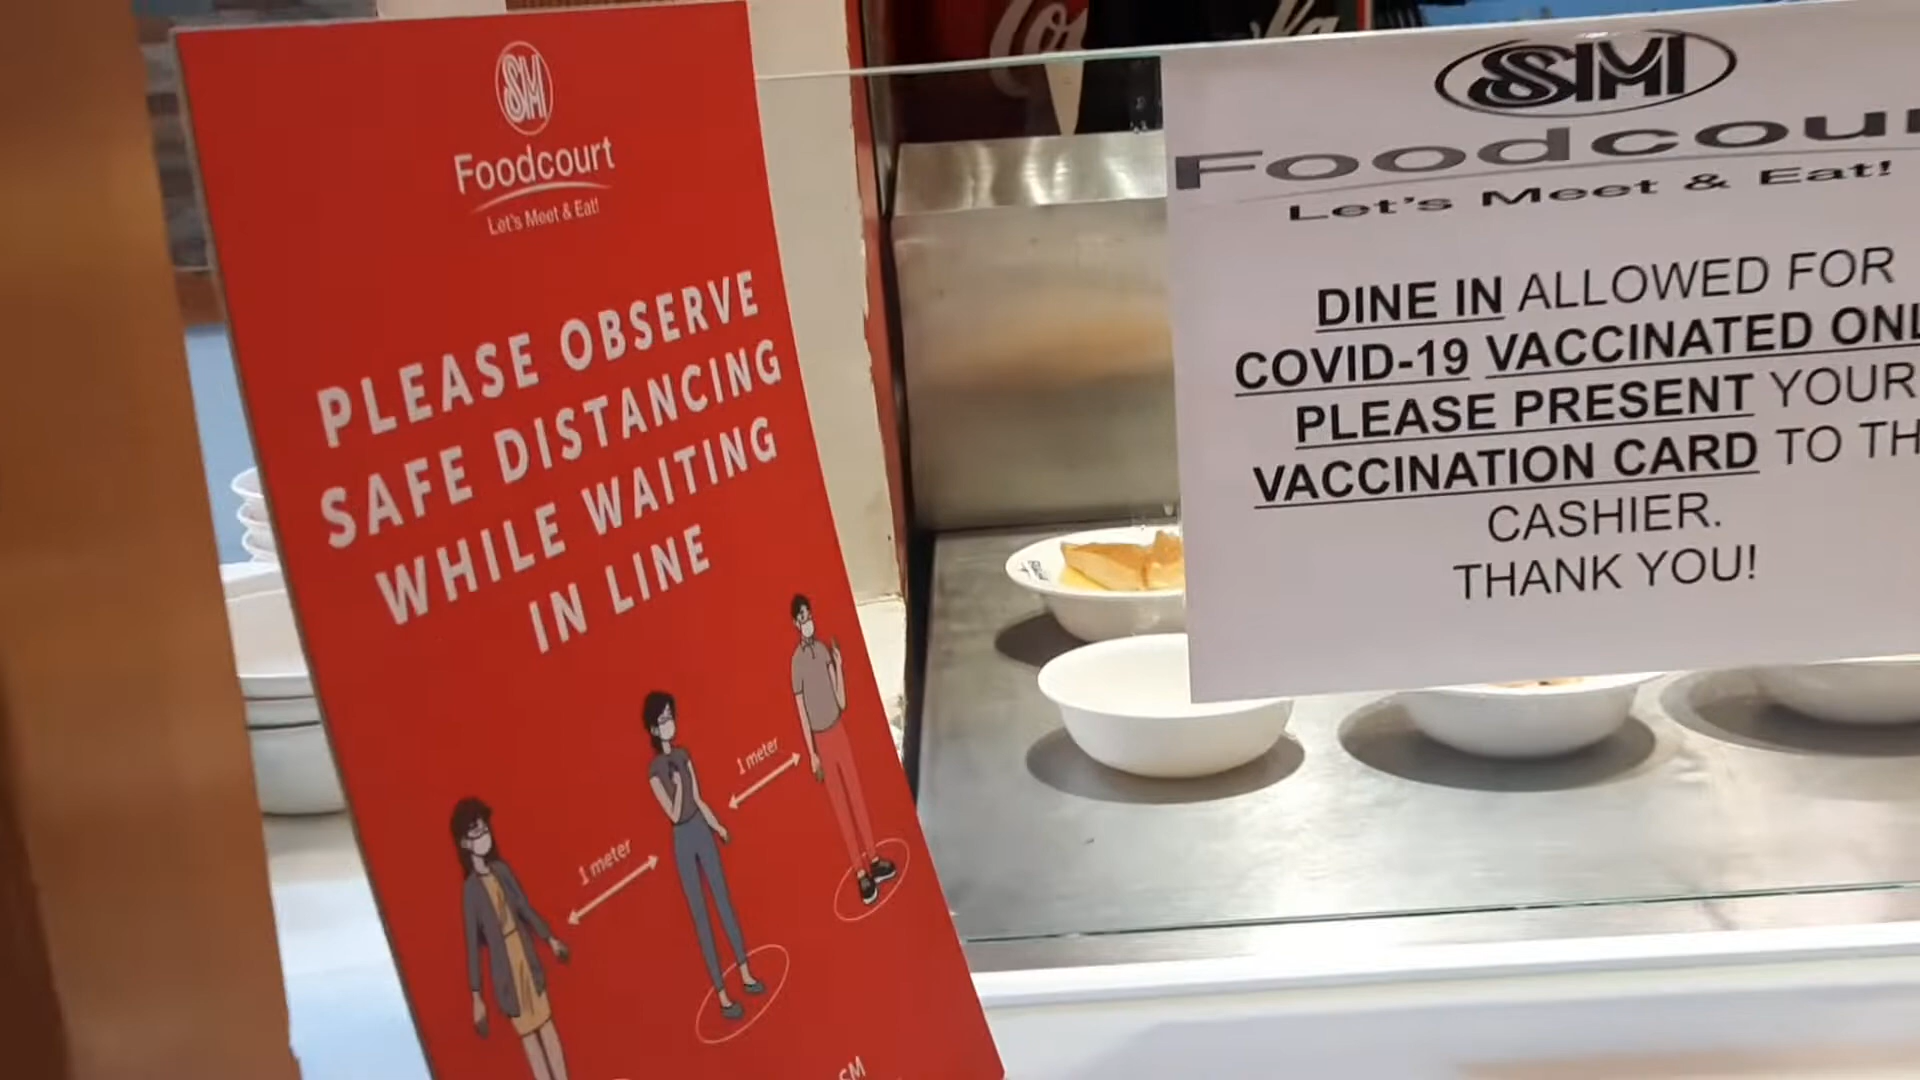 SM
Foodcourt
Let's Meet & Eat!
PLEASE OBSERVE
SAFE DISTANCING
WHILE WAITING
IN LINE
1 meter
1 meter
SM
SM
Foodcour
Let's Meet & Eat!
DINE IN ALLOWED FOR
COVID-19 VACCINATED ONL
PLEASE PRESENT YOUR
VACCINATION CARD TO TH
CASHIER.
THANK YOU!